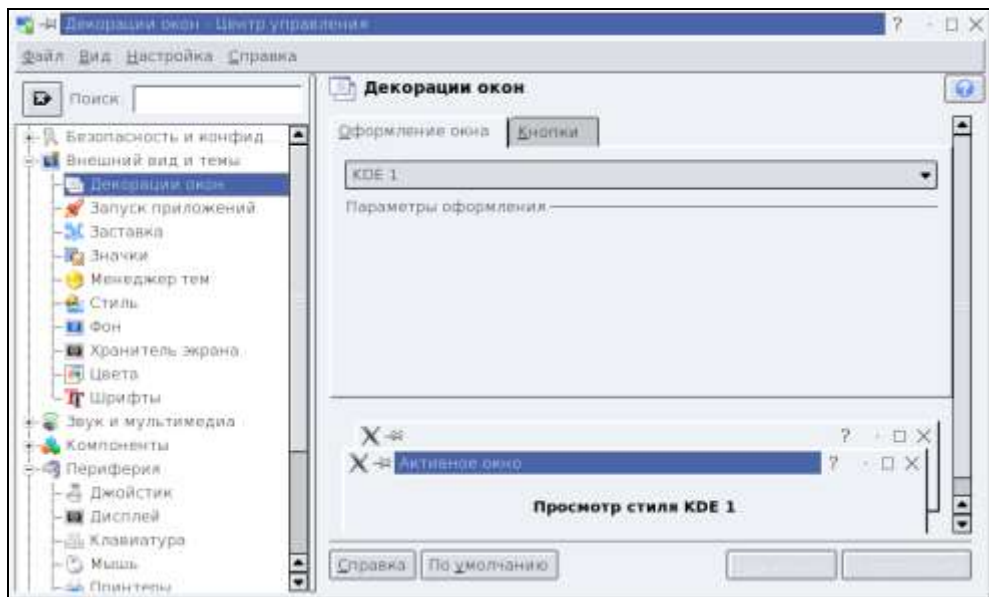 Декорации окон - Центр управления
Файл Вид Настройка Справка
Поиск:
Безопасность и конфид
Внешний вид и темы
Декорации окон
Запуск приложений
Заставка
Значки
Менеджер тем
Стиль
Фон
Хранитель экрана
Цвета
Шрифты
Звук и мультимедиа
Компоненты
Периферия
Джойстик
Дисплей
Клавиатура
Мышь
Принтеры
Декорации окон
Оформление окна
Кнопки
KDE 1
Параметры оформления
Активное окно
Просмотр стиля KDE 1
Справка
По умолчанию